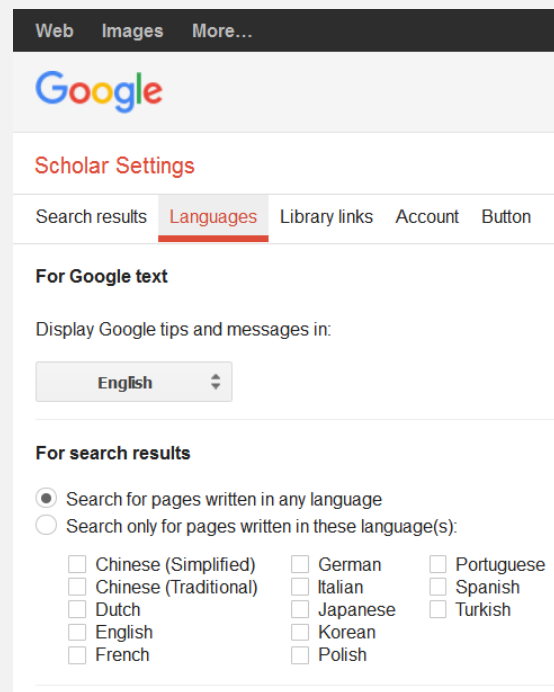 Web Images More...
Google
Scholar Settings
Search results Languages Library links Account Button
For Google text
Display Google tips and messages in:
English
For search results
Search for pages written in any language
Search only for pages written in these language(s):
Chinese (Simplified) German Portuguese
Chinese (Traditional) Italian Spanish
Dutch Japanese Turkish
English Korean
French Polish